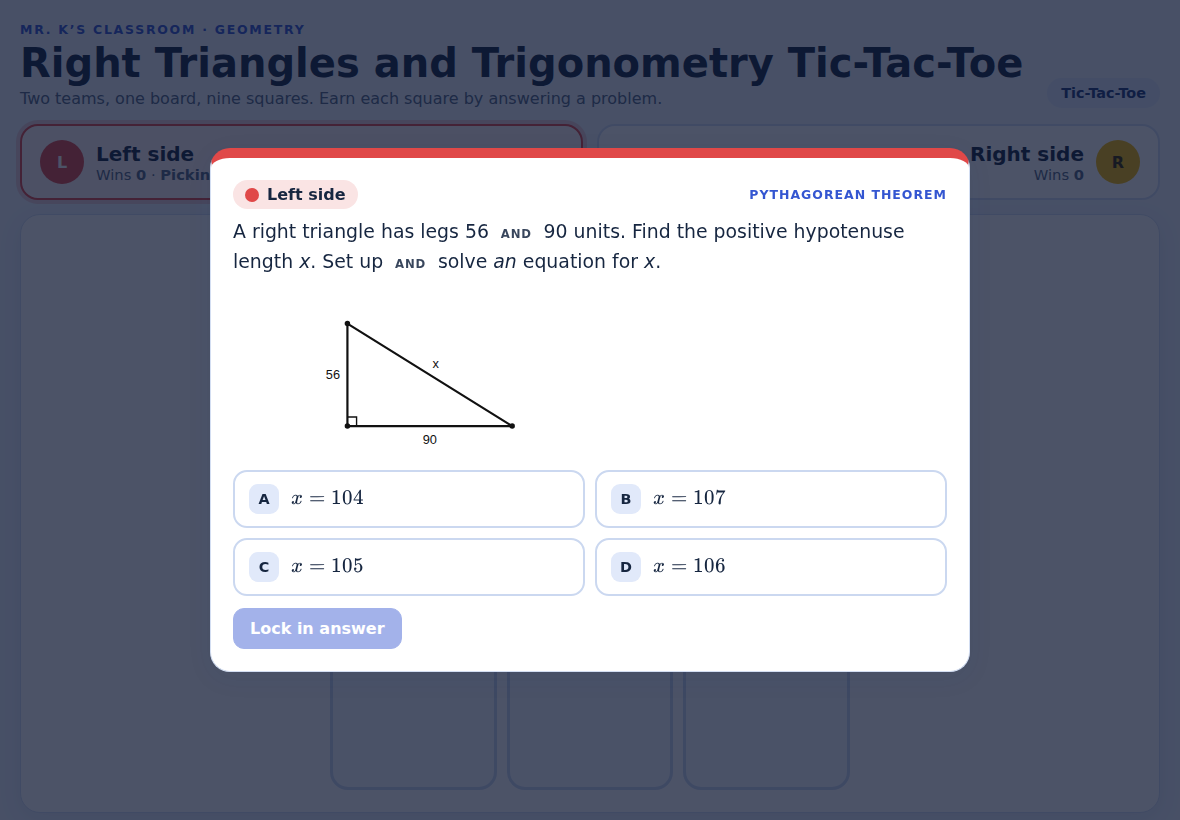 MR. K’S CLASSROOM · GEOMETRY
Right Triangles and Trigonometry Tic-Tac-Toe
Two teams, one board, nine squares. Earn each square by answering a problem.
Tic-Tac-Toe
L
Left side
Wins 0 · Pickin
Right side
Wins 0
R
Left side
PYTHAGOREAN THEOREM
A right triangle has legs 56 AND 90 units. Find the positive hypotenuse
length x. Set up AND solve an equation for x.
56
x
90
A x = 104
B x = 107
C x = 105
D x = 106
Lock in answer